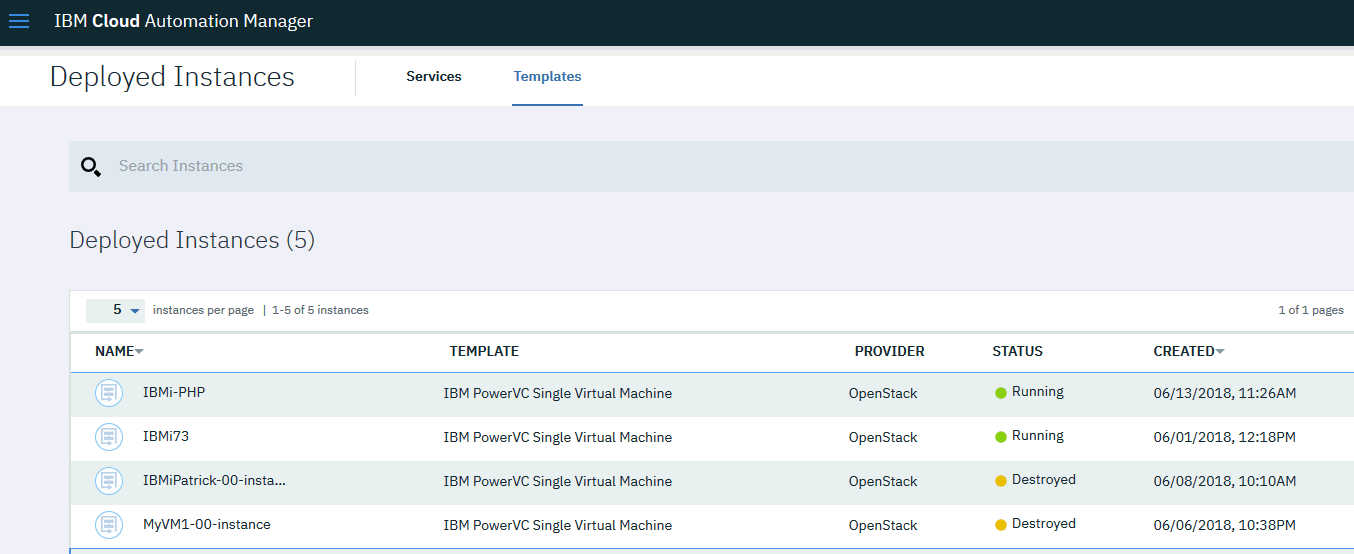 IBM Cloud Automation Manager
Deployed Instances Services Templates
Search Instances
Deployed Instances (5)
5 instances per page | 1-5 of 5 instances 1 of 1 pages
NAME TEMPLATE PROVIDER STATUS CREATED
IBMi-PHP IBM PowerVC Single Virtual Machine OpenStack Running 06/13/2018, 11:26AM
IBMi73 IBM PowerVC Single Virtual Machine OpenStack Running 06/01/2018, 12:18PM
IBMiPatrick-00-insta... IBM PowerVC Single Virtual Machine OpenStack Destroyed 06/08/2018, 10:10AM
MyVM1-00-instance IBM PowerVC Single Virtual Machine OpenStack Destroyed 06/06/2018, 10:38PM